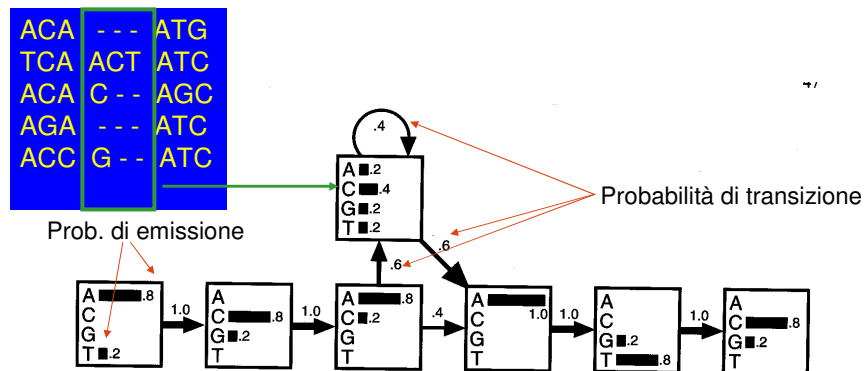 ACA - - - ATG
TCA ACT ATC
ACA C - - AGC
AGA - - - ATC
ACC G - - ATC
.4
A .2
C .4
G .2
T .2
Probabilità di transizione
Prob. di emissione
.6
.6
A .8
C
G
T .2
1.0
A
C .8
G .2
T
1.0
A .8
C .2
G
T
.4
A
C 1.0
G
T
1.0
A
C
G .2
T .8
1.0
A
C .8
G .2
T